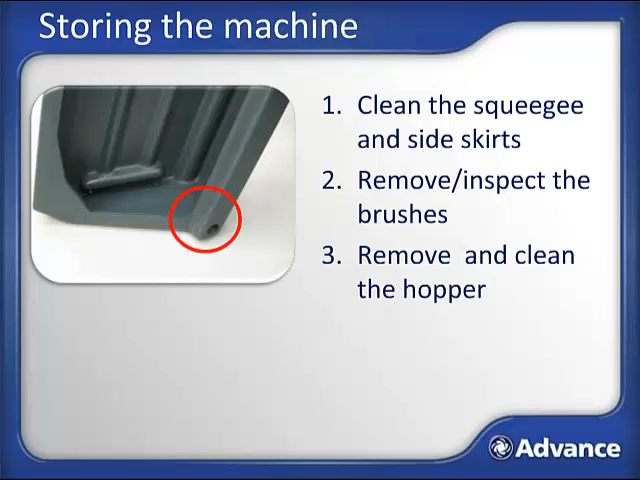 Storing the machine
1. Clean the squeegee
and side skirts
2. Remove/inspect the
brushes
3. Remove and clean
the hopper
Advance